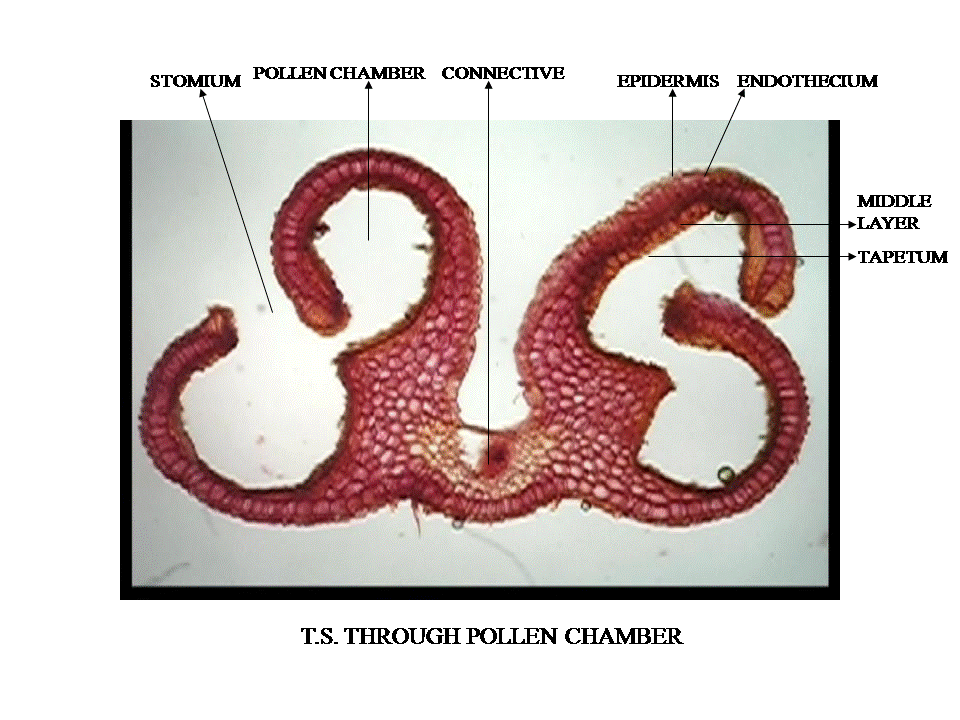 STOMIUM
POLLEN CHAMBER
CONNECTIVE
EPIDERMIS
ENDOTHECIUM
MIDDLE
LAYER
TAPETUM
T.S. THROUGH POLLEN CHAMBER